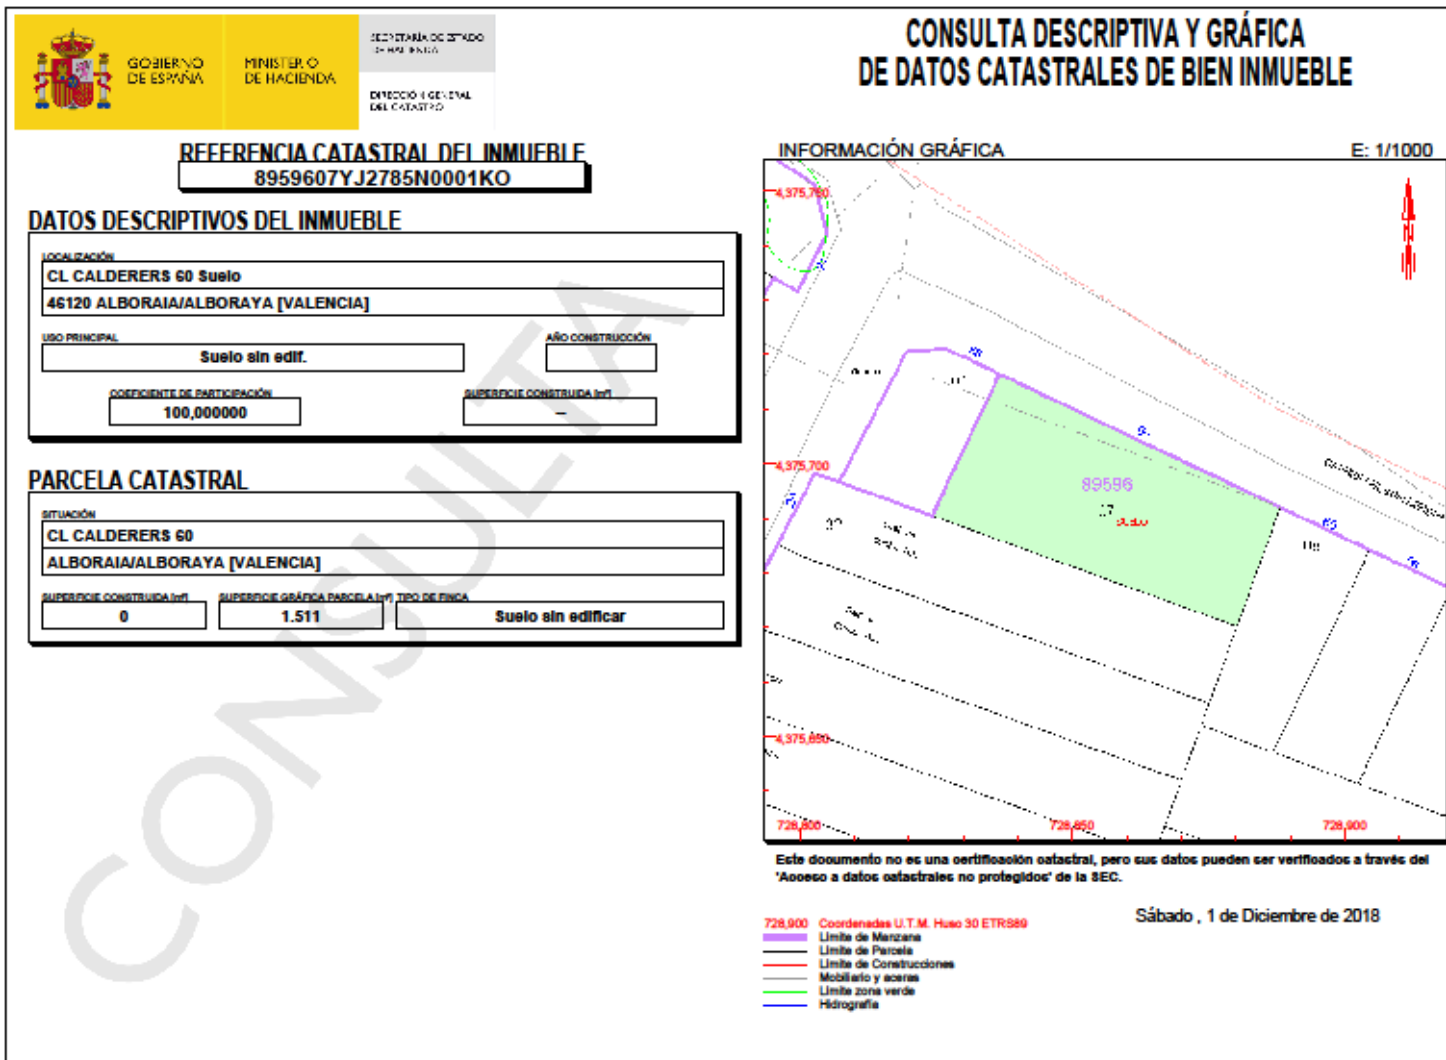 GOBIERNO
DE ESPAÑA
MINISTERIO
DE HACIENDA
SECRETARÍA DE ESTADO
DE HACIENDA
DIRECCIÓN GENERAL
DEL CATASTRO
CONSULTA DESCRIPTIVA Y GRÁFICA
DE DATOS CATASTRALES DE BIEN INMUEBLE
REFERENCIA CATASTRAL DEL INMUEBLE
8959607YJ2785N0001KO
DATOS DESCRIPTIVOS DEL INMUEBLE
LOCALIZACIÓN
CL CALDERERS 60 Suelo
46120 ALBORAIA/ALBORAYA [VALENCIA]
USO PRINCIPAL
Suelo sin edif.
AÑO CONSTRUCCIÓN
COEFICIENTE DE PARTICIPACIÓN
100,000000
SUPERFICIE CONSTRUIDA [m²]
--
PARCELA CATASTRAL
SITUACIÓN
CL CALDERERS 60
ALBORAIA/ALBORAYA [VALENCIA]
SUPERFICIE CONSTRUIDA [m²]
0
SUPERFICIE GRÁFICA PARCELA [m²]
1.511
TIPO DE FINCA
Suelo sin edificar
CONSULTA
INFORMACIÓN GRÁFICA
E: 1/1000
4,375,750
4,375,700
4,375,650
89596
SUELO
728,800
728,850
728,900
Este documento no es una certificación catastral, pero sus datos pueden ser verificados a través del
'Acceso a datos catastrales no protegidos' de la SEC.
Sábado , 1 de Diciembre de 2018
728,900 Coordenadas U.T.M. Huso 30 ETRS89
Límite de Manzana
Límite de Parcela
Límite de Construcciones
Mobiliario y aceras
Límite zona verde
Hidrografía